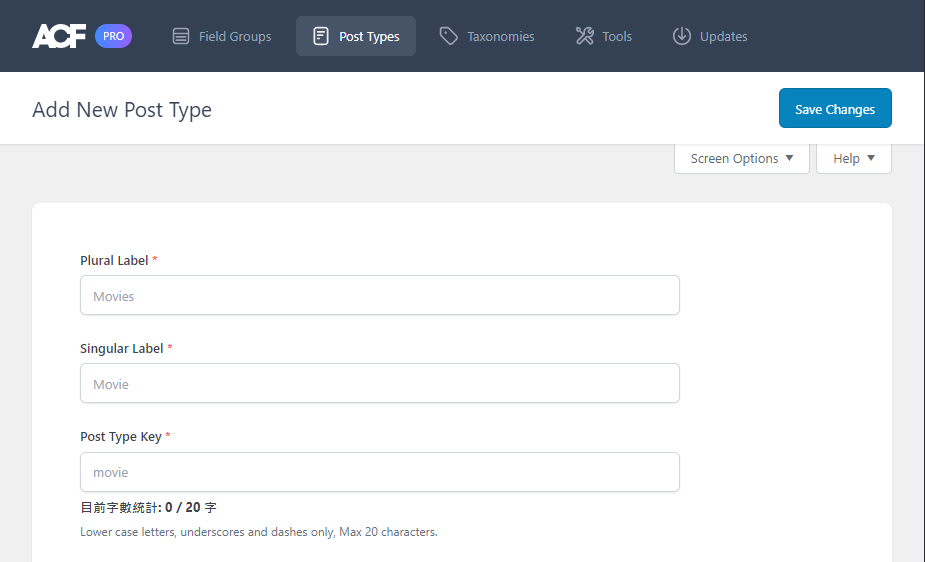 ACF PRO Field Groups Post Types Taxonomies Tools Updates
Add New Post Type Save Changes
Screen Options Help
Plural Label *
Movies
Singular Label *
Movie
Post Type Key *
movie
目前字數統計: 0 / 20 字
Lower case letters, underscores and dashes only, Max 20 characters.